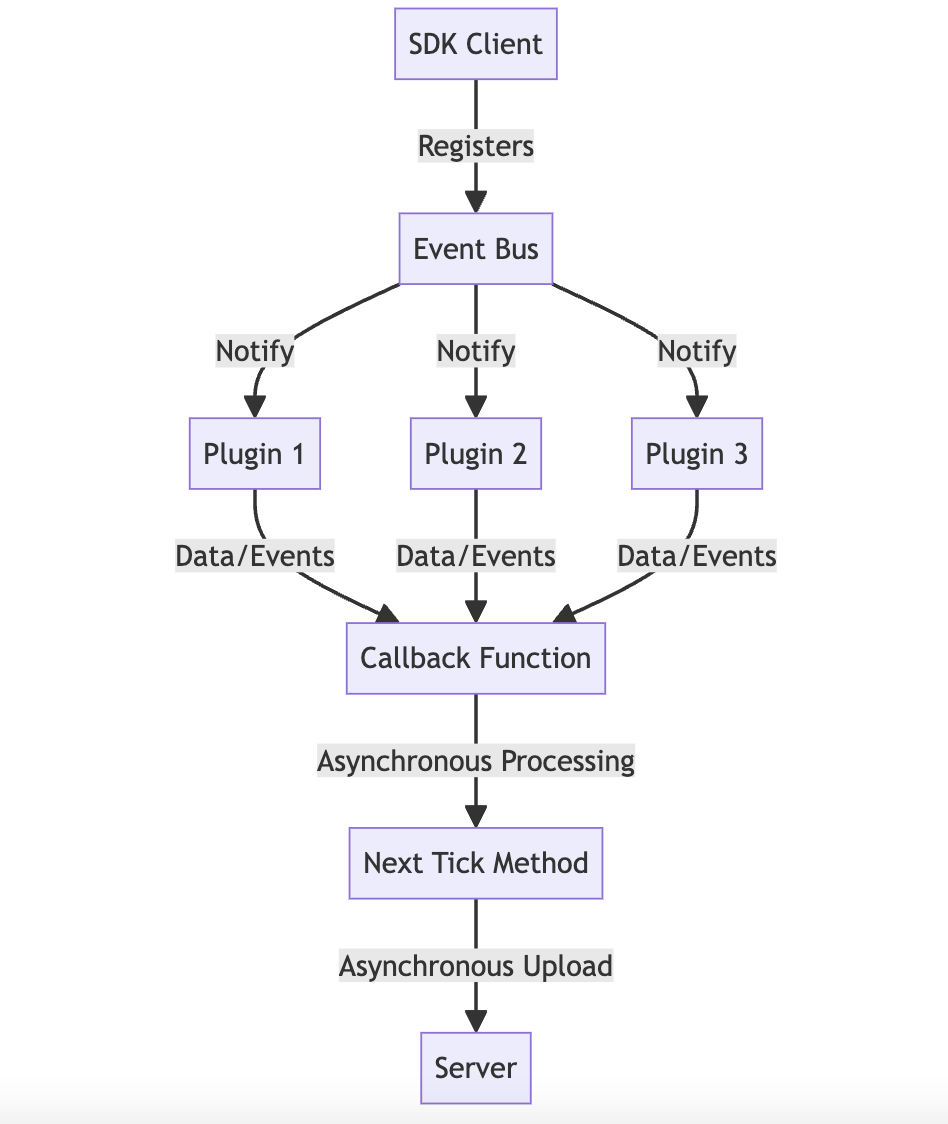 SDK Client
Registers
Event Bus
Notify
Notify
Notify
Plugin 1
Plugin 2
Plugin 3
Data/Events
Data/Events
Data/Events
Callback Function
Asynchronous Processing
Next Tick Method
Asynchronous Upload
Server